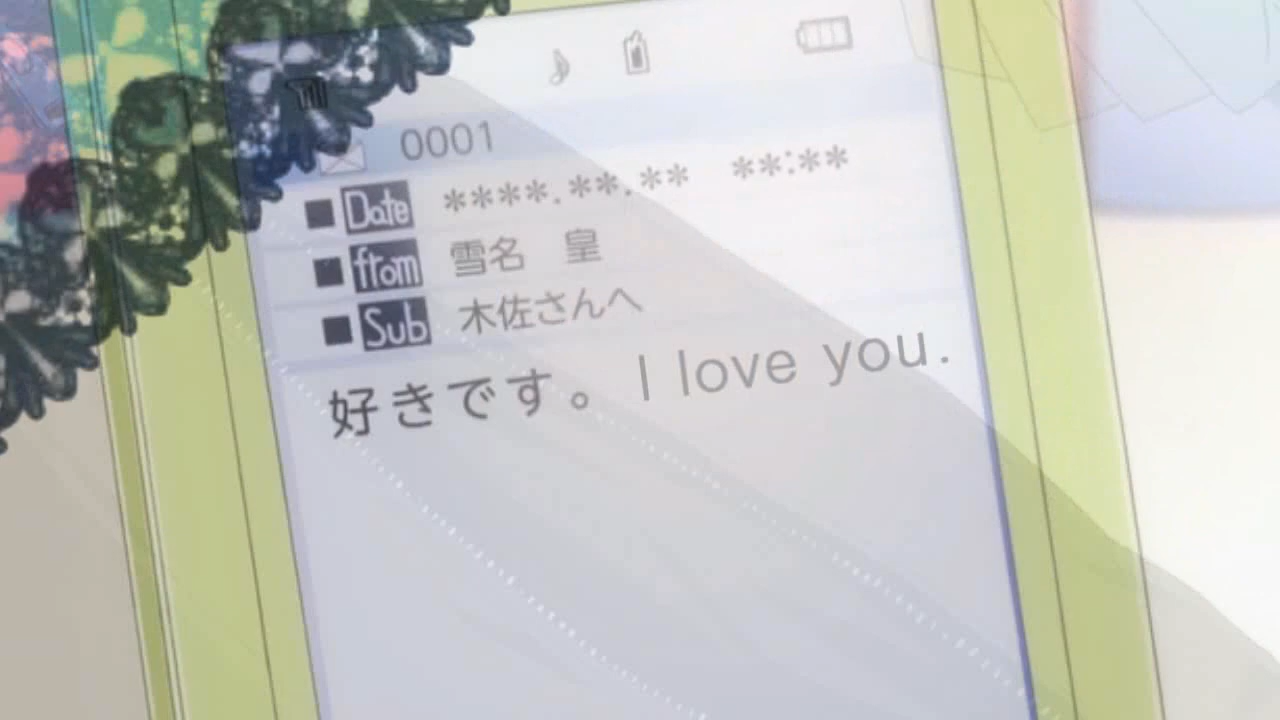 0001
■ Date ****.**.** **:**
■ from 雪名 皇
■ Sub 木佐さんへ
好きです。I love you.